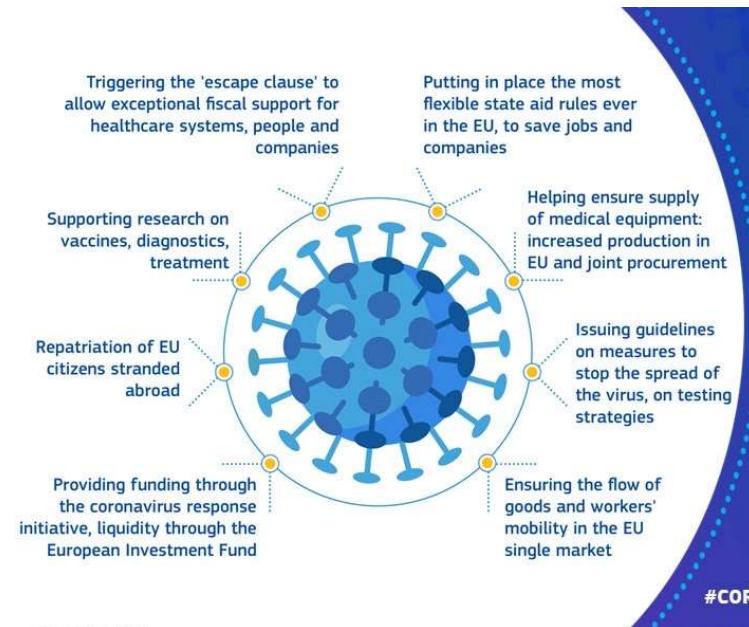 Triggering the 'escape clause' to
allow exceptional fiscal support for
healthcare systems, people and
companies
Putting in place the most
flexible state aid rules ever
in the EU, to save jobs and
companies
Supporting research on
vaccines, diagnostics,
treatment
Helping ensure supply
of medical equipment:
increased production in
EU and joint procurement
Repatriation of EU
citizens stranded
abroad
Issuing guidelines
on measures to
stop the spread of
the virus, on testing
strategies
Providing funding through
the coronavirus response
initiative, liquidity through the
European Investment Fund
Ensuring the flow of
goods and workers'
mobility in the EU
single market
#COR